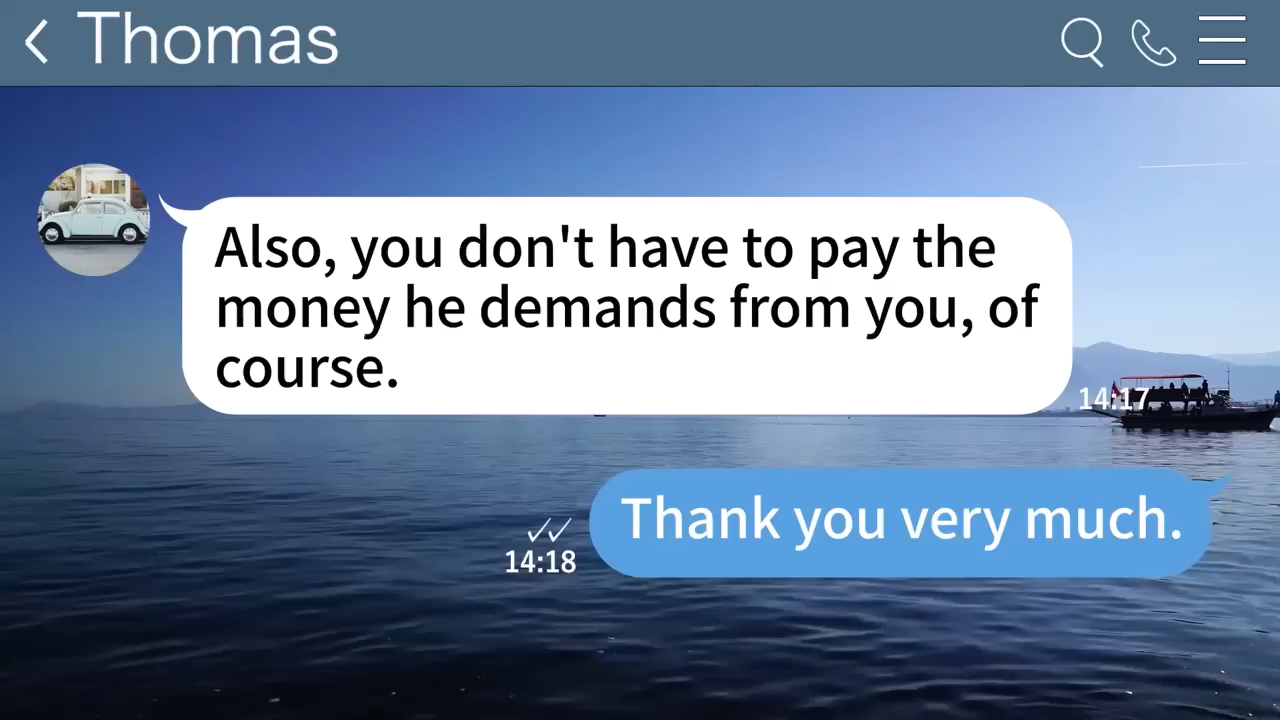 Thomas
Also, you don't have to pay the
money he demands from you, of
course.
14:17
Thank you very much.
14:18